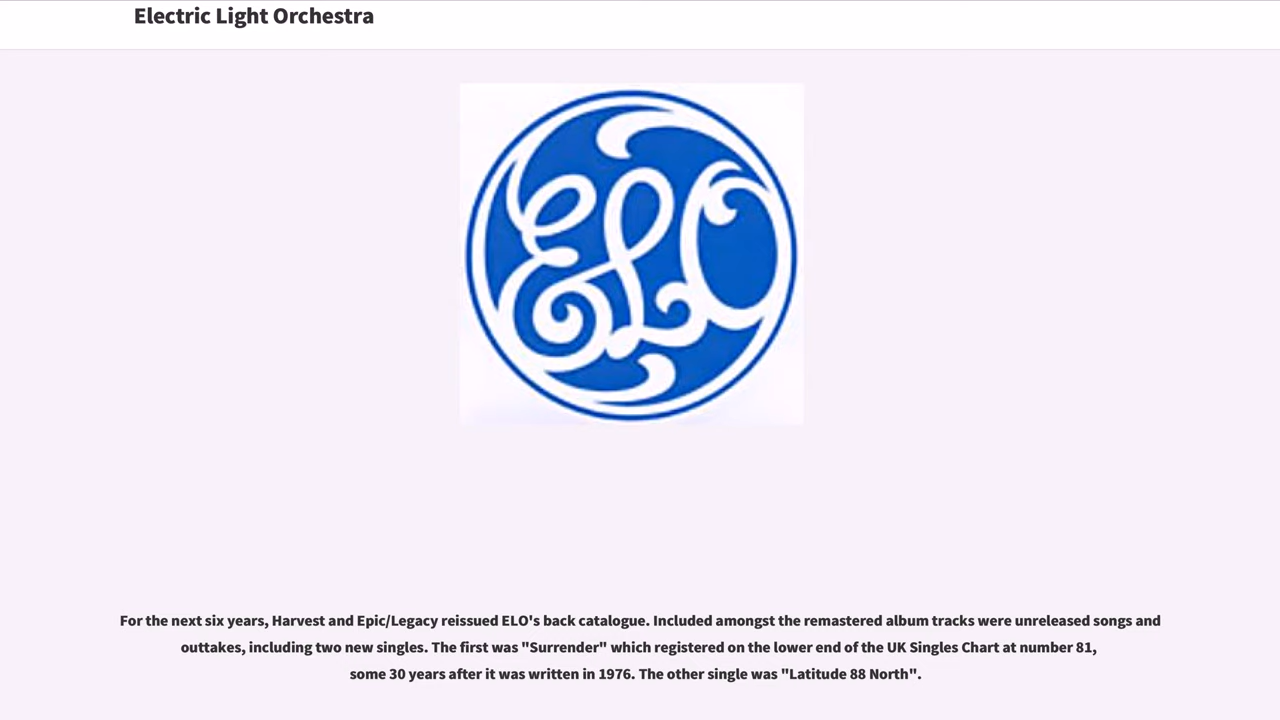 Electric Light Orchestra
ELO
For the next six years, Harvest and Epic/Legacy reissued ELO's back catalogue. Included amongst the remastered album tracks were unreleased songs and
outtakes, including two new singles. The first was "Surrender" which registered on the lower end of the UK Singles Chart at number 81,
some 30 years after it was written in 1976. The other single was "Latitude 88 North".